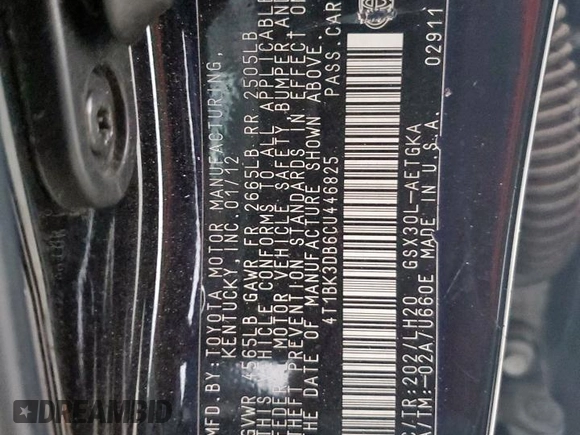 MFD. BY: TOYOTA MOTOR MANUFACTURING,
KENTUCKY, INC. 01/12
GVWR 4565LB GAWR FR 2665LB RR 2505LB
THIS VEHICLE CONFORMS TO ALL APPLICABLE
FEDERAL MOTOR VEHICLE SAFETY, BUMPER AND
THEFT PREVENTION STANDARDS IN EFFECT ON
THE DATE OF MANUFACTURE SHOWN ABOVE.
4T1BK3DB6CU446825 PASS. CAR
C/TR: 202/LH20 GSX30L-AETGKA
A/TM:-02A/U660E MADE IN U.S.A. 02911
RIDESAFELY